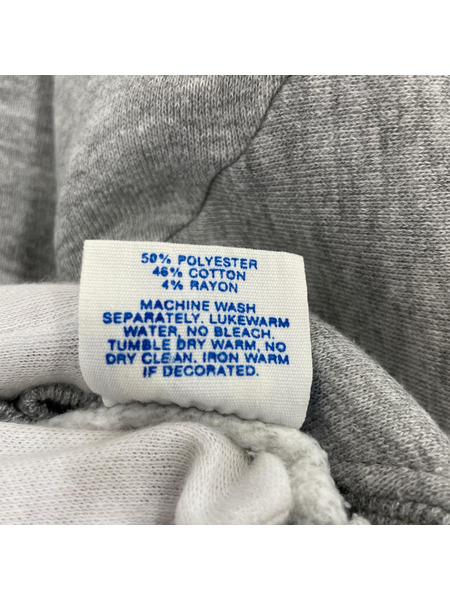 50% POLYESTER
46% COTTON
4% RAYON
MACHINE WASH
SEPARATELY. LUKEWARM
WATER, NO BLEACH.
TUMBLE DRY WARM, NO
DRY CLEAN. IRON WARM
IF DECORATED.